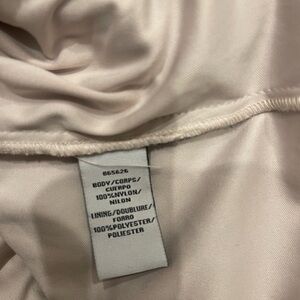 865626
BODY/CORPS/
CUERPO
100%NYLON/
NILON
LINING/DOUBLURE/
FORRO
100%POLYESTER/
POLIESTER